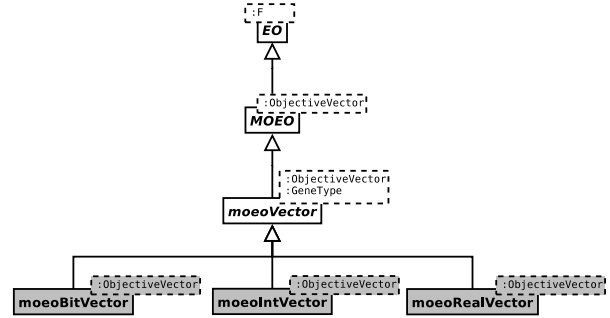 :F
EO
:ObjectiveVector
MOEO
:ObjectiveVector
:GeneType
moeoVector
:ObjectiveVector
:ObjectiveVector
:ObjectiveVector
moeoBitVector
moeoIntVector
moeoRealVector